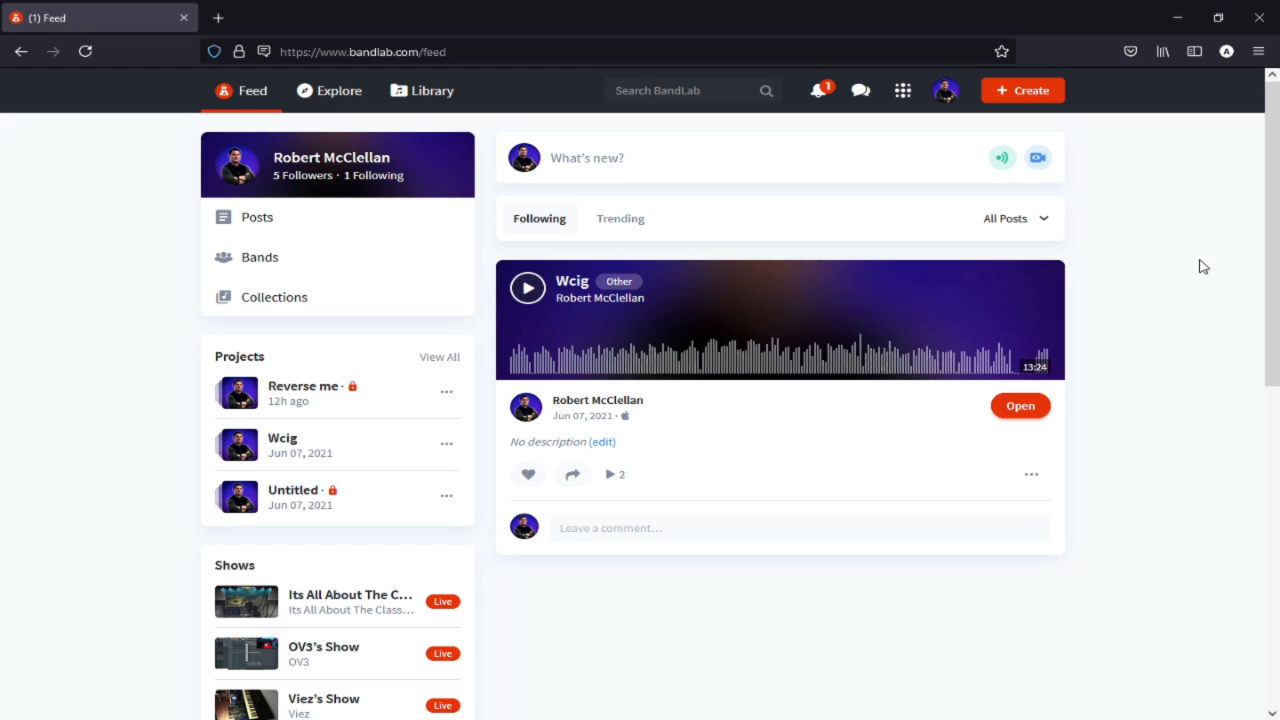 (1) Feed
https://www.bandlab.com/feed
A
Feed
Explore
Library
Search BandLab
1
+ Create
Robert McClellan
5 Followers · 1 Following
Posts
Bands
Collections
Projects
View All
Reverse me ·
12h ago
Wcig
Jun 07, 2021
Untitled ·
Jun 07, 2021
Shows
Its All About The C...
Its All About The Class...
Live
OV3's Show
OV3
Live
Viez's Show
Viez
Live
What's new?
Following
Trending
All Posts
Wcig
Other
Robert McClellan
13:24
Robert McClellan
Jun 07, 2021 ·
Open
No description (edit)
2
Leave a comment...